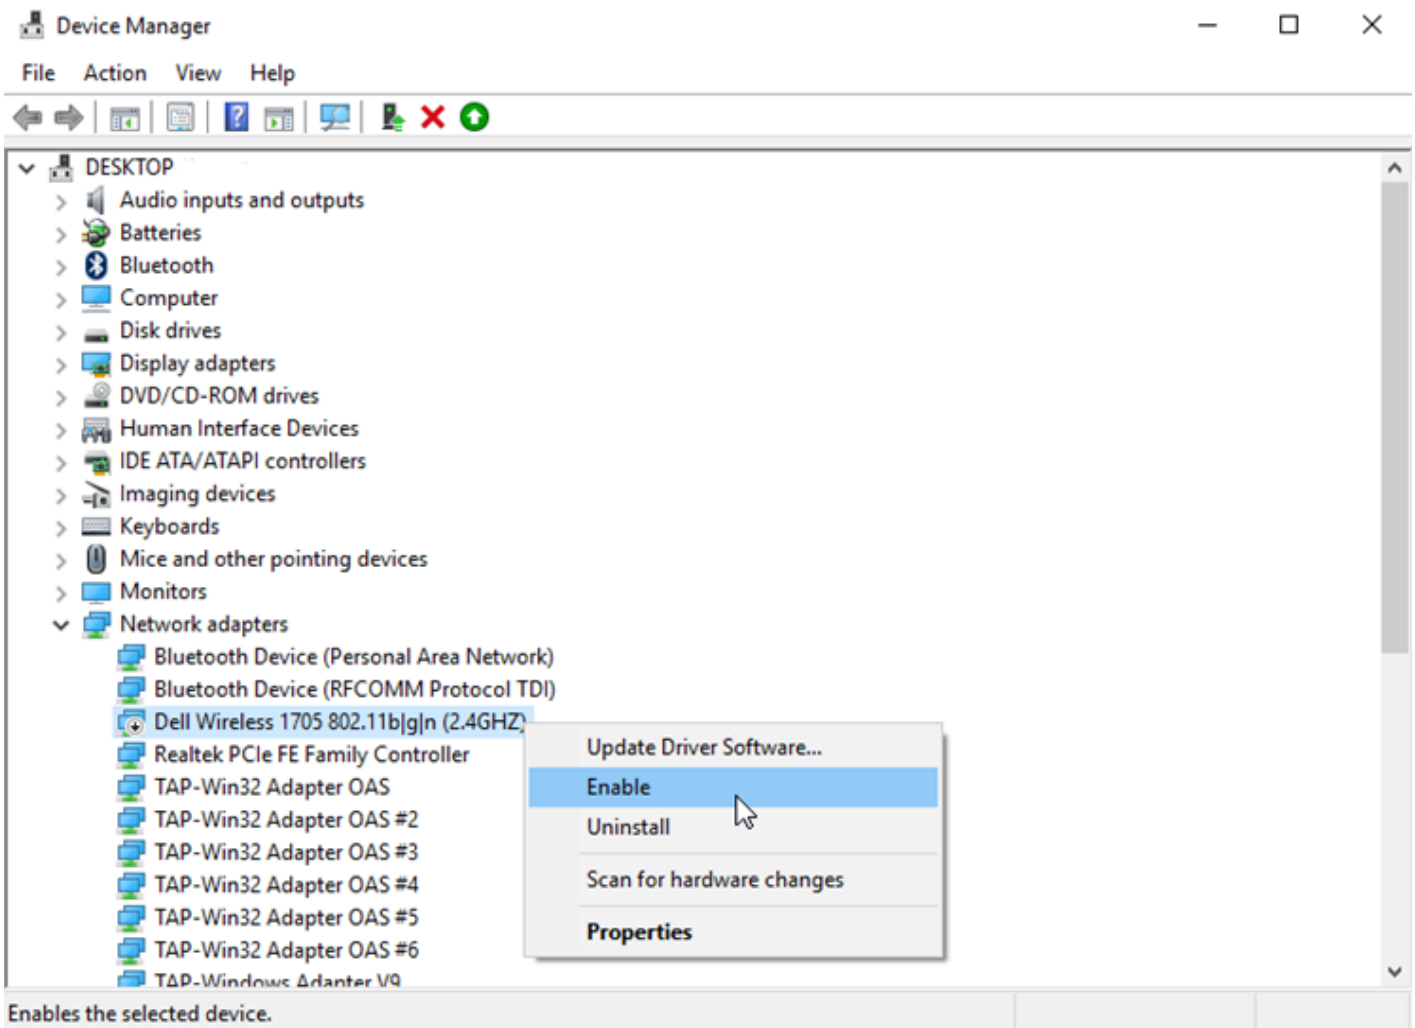 Device Manager
File Action View Help
DESKTOP
Audio inputs and outputs
Batteries
Bluetooth
Computer
Disk drives
Display adapters
DVD/CD-ROM drives
Human Interface Devices
IDE ATA/ATAPI controllers
Imaging devices
Keyboards
Mice and other pointing devices
Monitors
Network adapters
Bluetooth Device (Personal Area Network)
Bluetooth Device (RFCOMM Protocol TDI)
Dell Wireless 1705 802.11b|g|n (2.4GHZ)
Realtek PCIe FE Family Controller
TAP-Win32 Adapter OAS
TAP-Win32 Adapter OAS #2
TAP-Win32 Adapter OAS #3
TAP-Win32 Adapter OAS #4
TAP-Win32 Adapter OAS #5
TAP-Win32 Adapter OAS #6
TAP-Windows Adapter V9
Update Driver Software...
Enable
Uninstall
Scan for hardware changes
Properties
Enables the selected device.